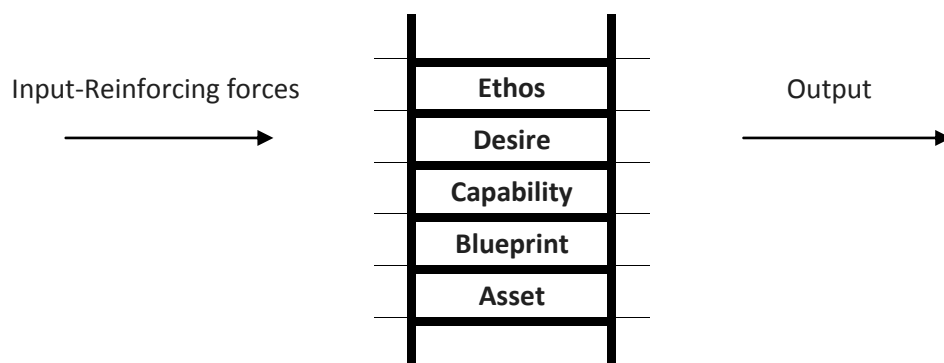 Input-Reinforcing forces
Ethos
Desire
Capability
Blueprint
Asset
Output